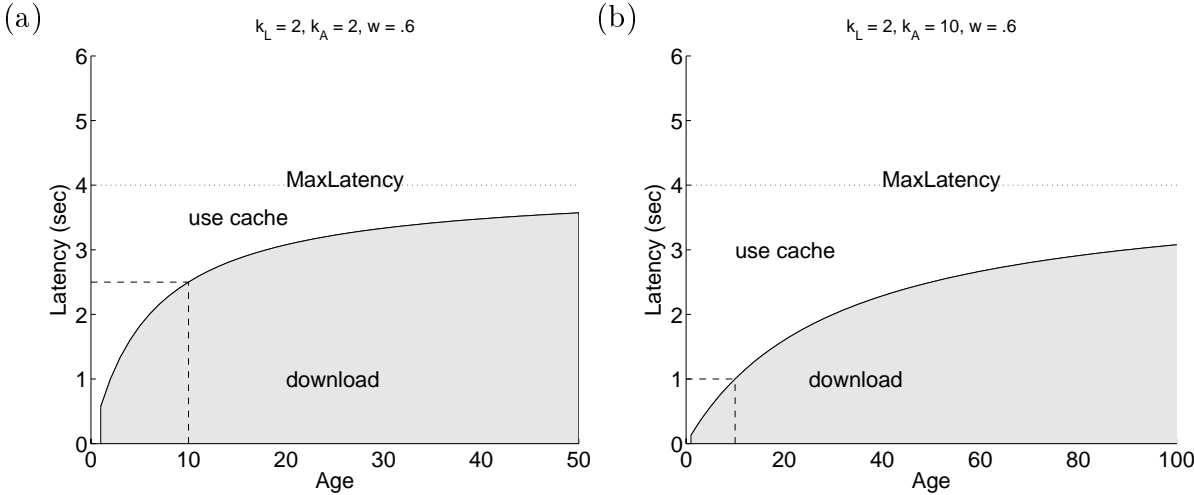 (a)
k_L = 2, k_A = 2, w = .6
6
5
4
3
2
1
0
Latency (sec)
MaxLatency
use cache
download
0
10
20
30
40
50
Age
(b)
k_L = 2, k_A = 10, w = .6
6
5
4
3
2
1
0
Latency (sec)
MaxLatency
use cache
download
0
20
40
60
80
100
Age